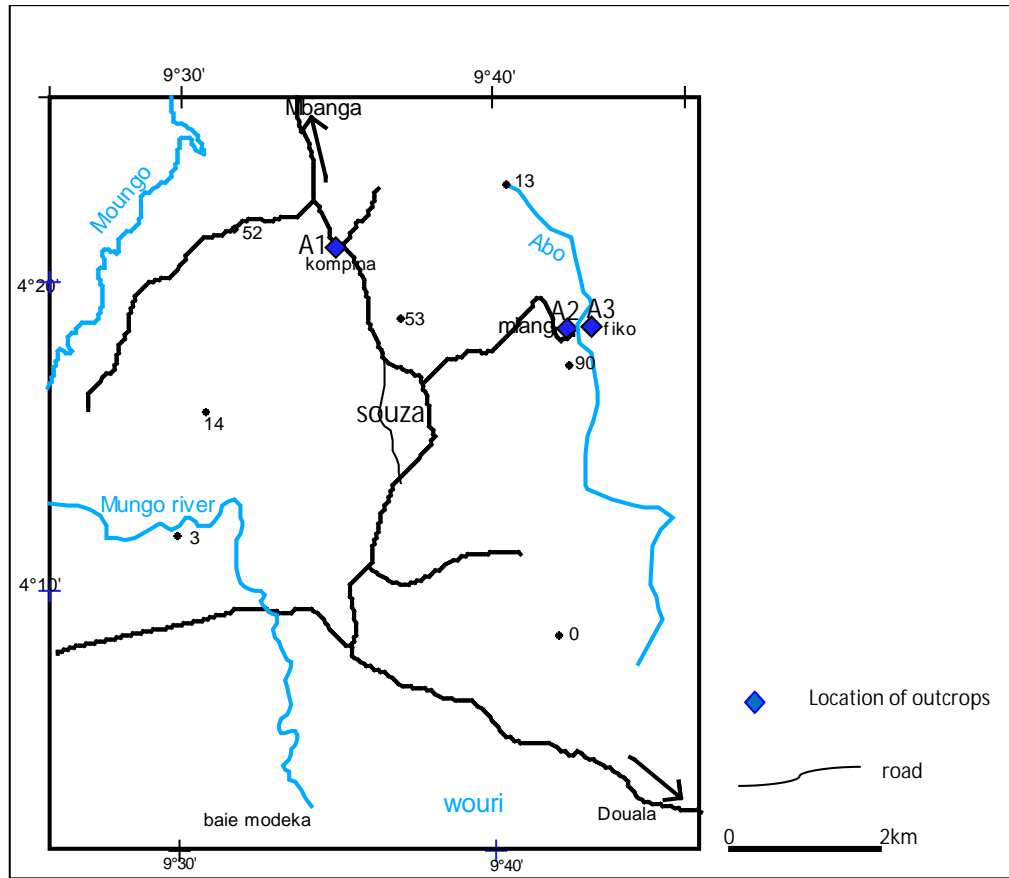 9°30'
9°40'
Mbanga
13
Moungo
52
A1
kompina
Abo
4°20'
53
A2
A3
miang
fiko
90
14
souza
Mungo river
3
4°10'
0
Location of outcrops
road
wouri
baie modeka
Douala
0
2km
9°30'
9°40'